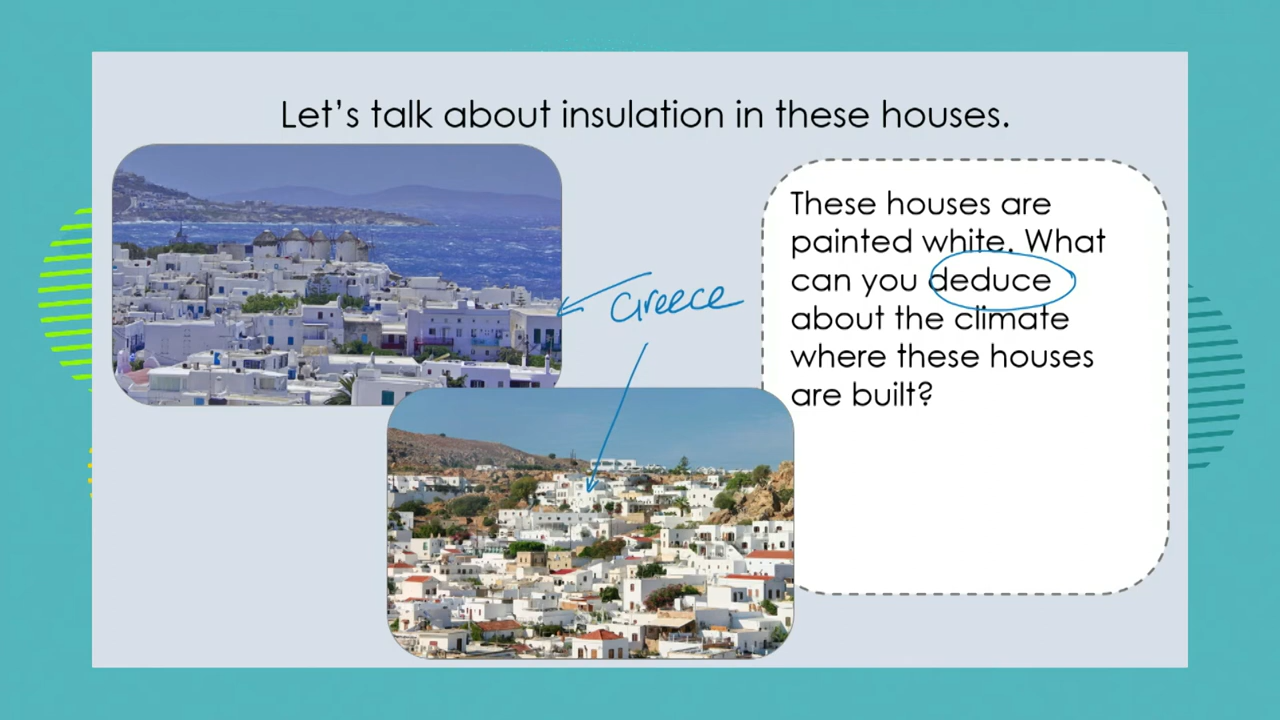 Let's talk about insulation in these houses.
Greece
These houses are
painted white. What
can you deduce
about the climate
where these houses
are built?